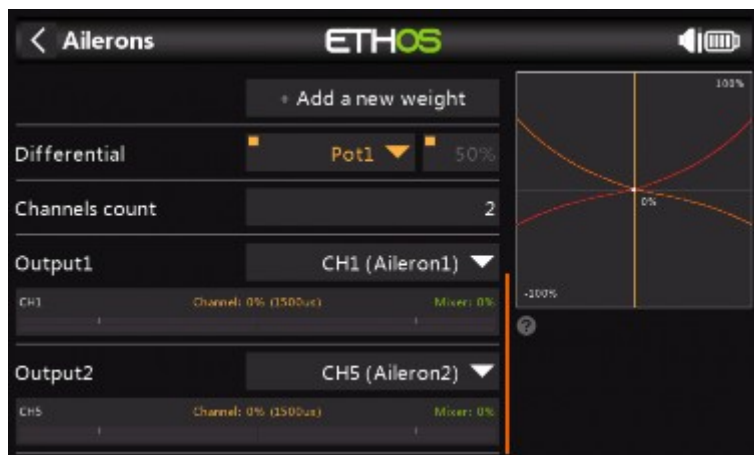 < Ailerons ETHOS
+ Add a new weight
Differential Pot1 50%
Channels count 2
Output1 CH1 (Aileron1)
CH1 Channel: 0% (1500us) Mixer: 0%
Output2 CH5 (Aileron2)
CH5 Channel: 0% (1500us) Mixer: 0%
100%
0%
-100%
?